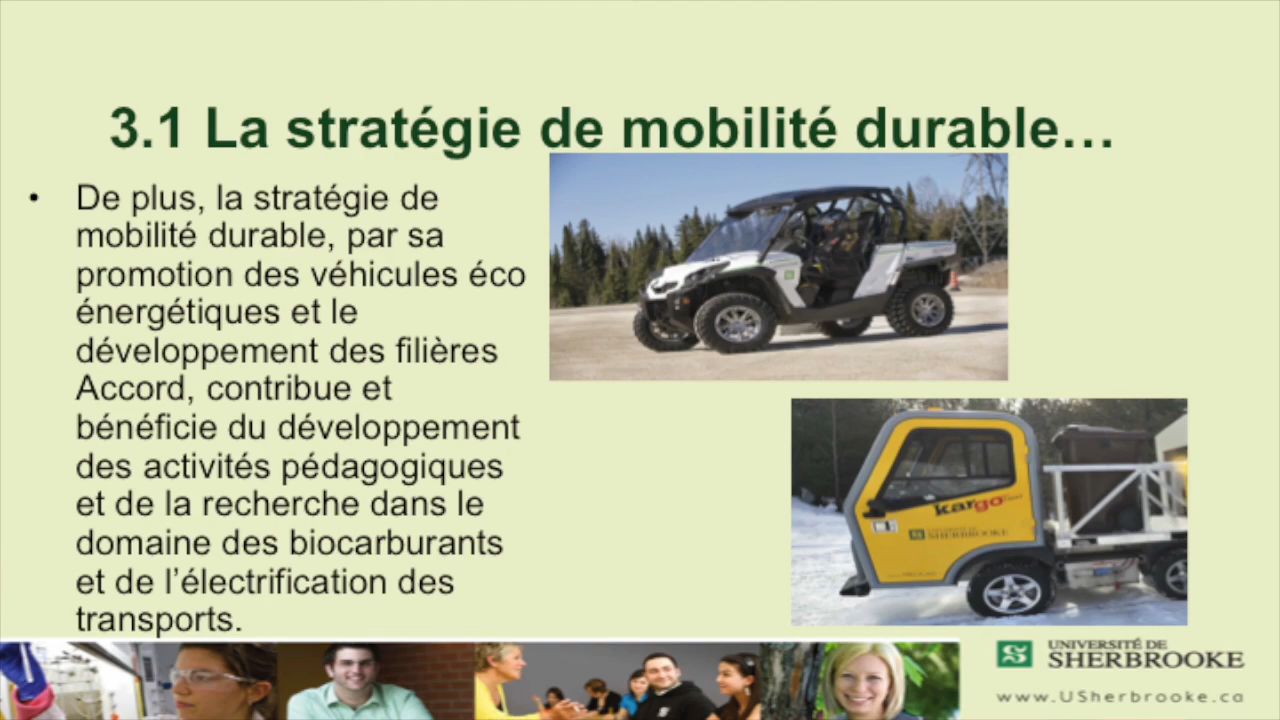 3.1 La stratégie de mobilité durable…
• De plus, la stratégie de
mobilité durable, par sa
promotion des véhicules éco
énergétiques et le
développement des filières
Accord, contribue et
bénéficie du développement
des activités pédagogiques
et de la recherche dans le
domaine des biocarburants
et de l’électrification des
transports.
kargo
UNIVERSITÉ DE
SHERBROOKE
UNIVERSITÉ DE
SHERBROOKE
www.USherbrooke.ca